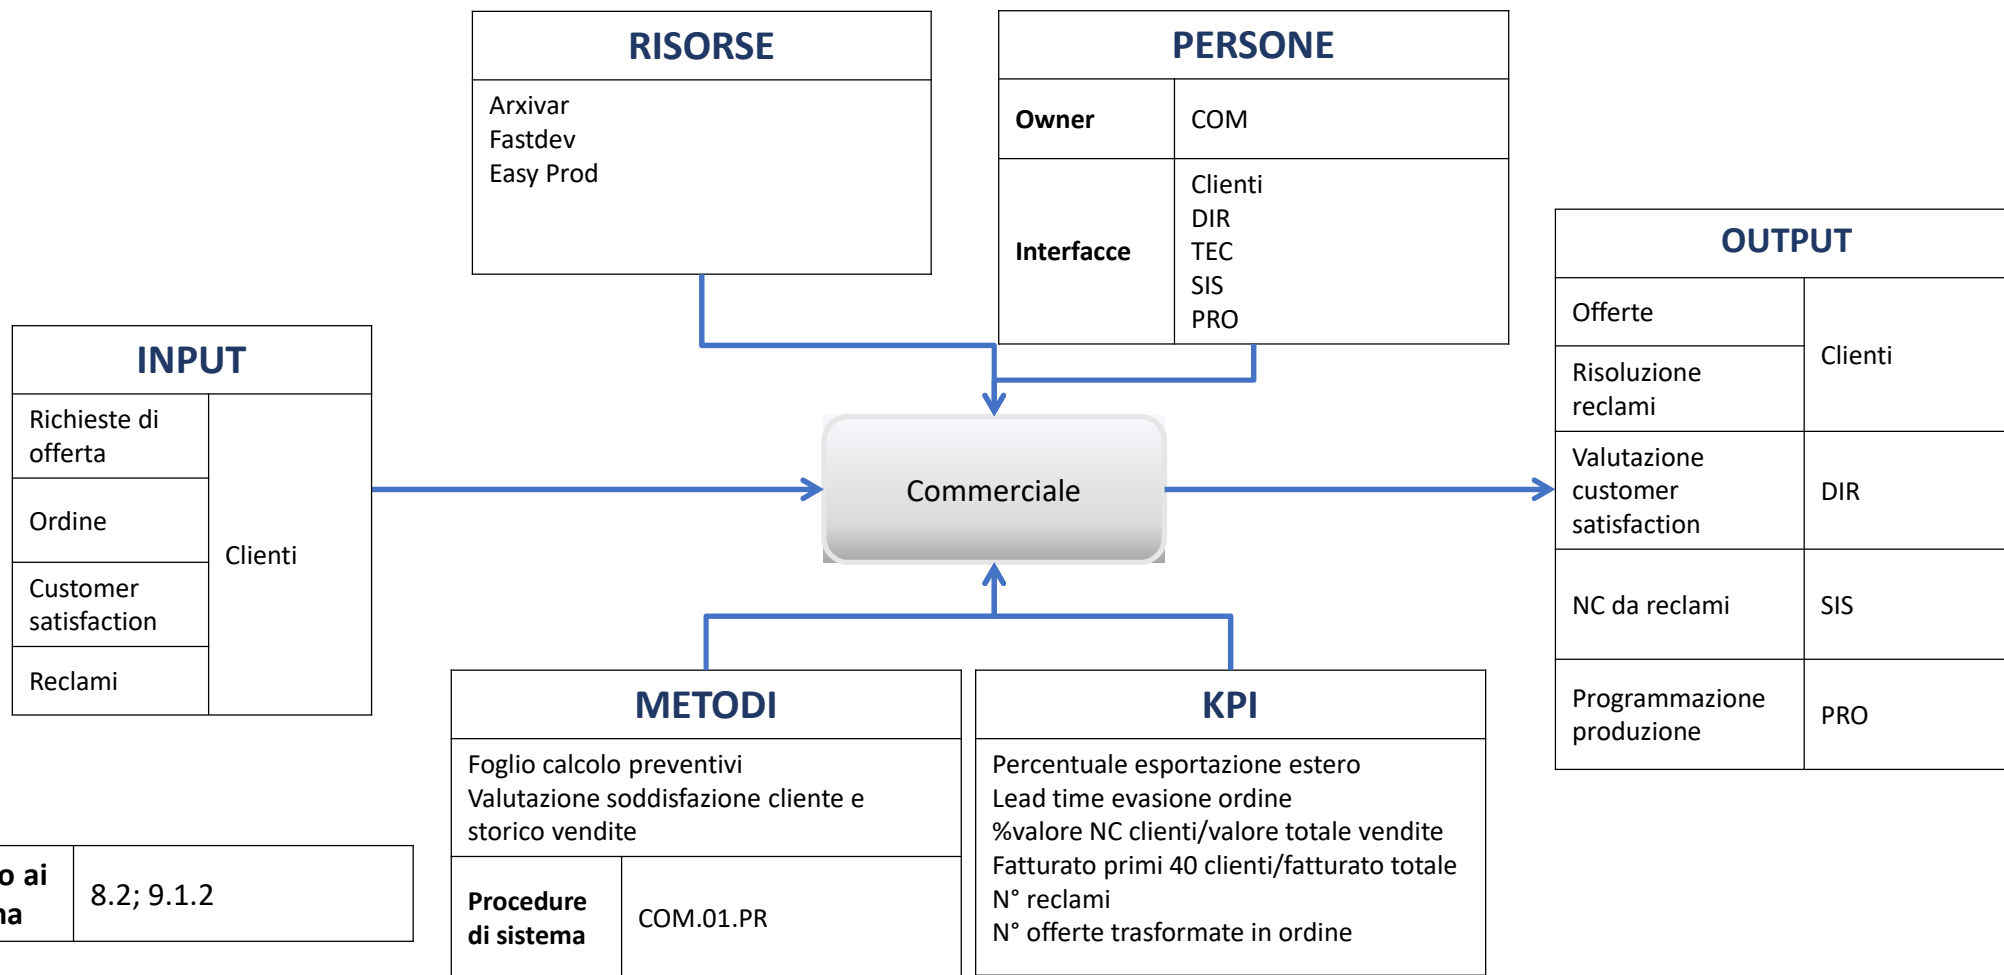 RISORSE
Arxivar
Fastdev
Easy Prod
PERSONE
Owner
COM
Interfacce
Clienti
DIR
TEC
SIS
PRO
INPUT
Richieste di
offerta
Ordine
Customer
satisfaction
Reclami
Clienti
Commerciale
OUTPUT
Offerte
Risoluzione
reclami
Clienti
Valutazione
customer
satisfaction
DIR
NC da reclami
SIS
Programmazione
produzione
PRO
METODI
Foglio calcolo preventivi
Valutazione soddisfazione cliente e
storico vendite
Procedure
di sistema
COM.01.PR
KPI
Percentuale esportazione estero
Lead time evasione ordine
%valore NC clienti/valore totale vendite
Fatturato primi 40 clienti/fatturato totale
N° reclami
N° offerte trasformate in ordine
ai
8.2; 9.1.2